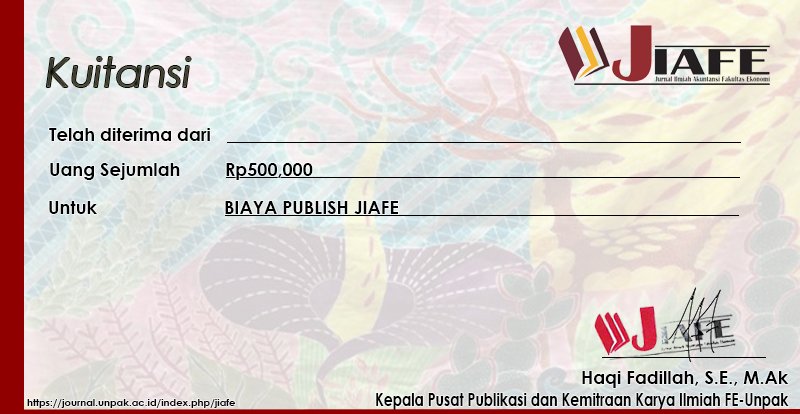 JIAFE
Jurnal Ilmiah Akuntansi Fakultas Ekonomi
Kuitansi
Telah diterima dari
Uang Sejumlah Rp500,000
Untuk BIAYA PUBLISH JIAFE
JIAFE
Haqi Fadillah, S.E., M.Ak
https://journal.unpak.ac.id/index.php/jiafe Kepala Pusat Publikasi dan Kemitraan Karya Ilmiah FE-Unpak